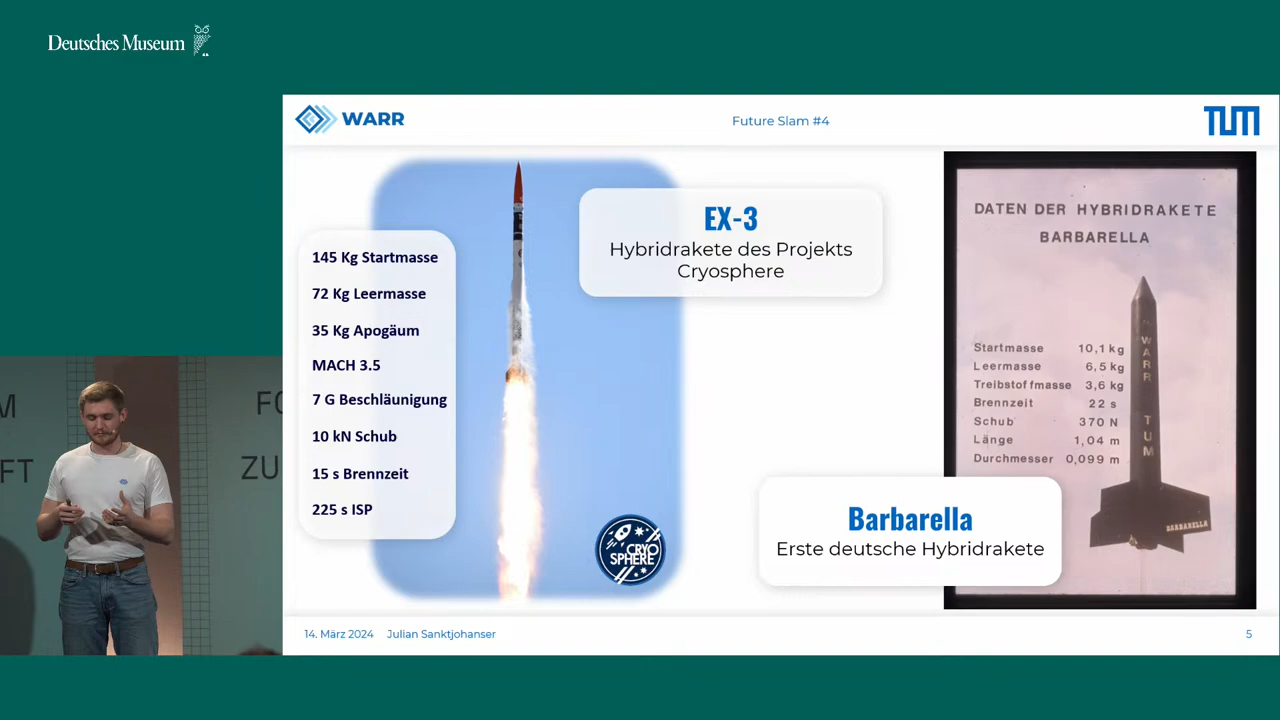 Deutsches Museum
WARR
Future Slam #4
TUM
145 Kg Startmasse
72 Kg Leermasse
35 Kg Apogäum
MACH 3.5
7 G Beschläunigung
10 kN Schub
15 s Brennzeit
225 s ISP
EX-3
Hybridrakete des Projekts
Cryosphere
CRYO
SPHERE
DATEN DER HYBRIDRAKETE
BARBARELLA
Startmasse 10,1 kg
Leermasse 6,5 kg
Treibstoffmasse 3,6 kg
Brennzeit 22 s
Schub 370 N
Länge 1,04 m
Durchmesser 0,099 m
WARR TUM
BARBARELLA
Barbarella
Erste deutsche Hybridrakete
14. März 2024 Julian Sanktjohanser
5
M
FT
FO
ZU